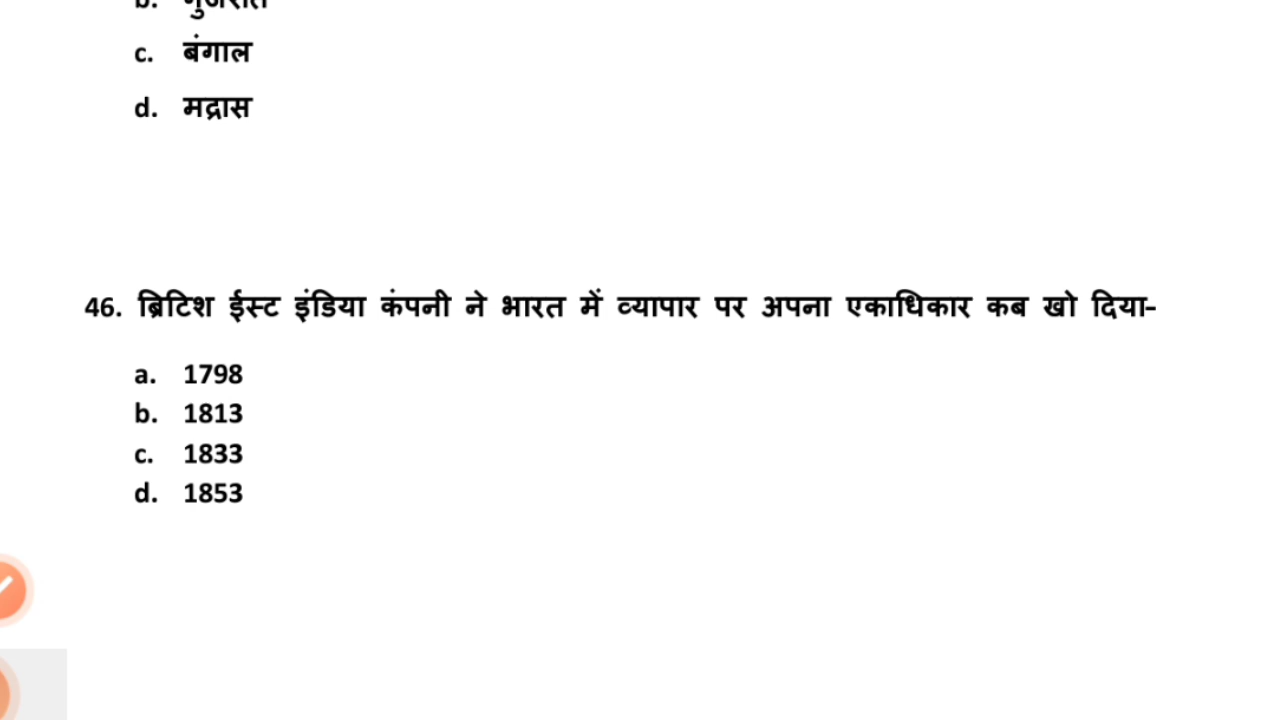 c. बंगाल
d. मद्रास
46. ब्रिटिश ईस्ट इंडिया कंपनी ने भारत में व्यापार पर अपना एकाधिकार कब खो दिया-
a. 1798
b. 1813
c. 1833
d. 1853